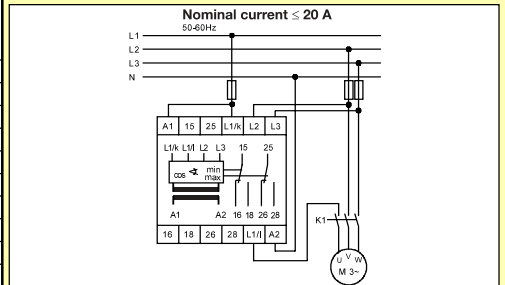 Nominal current ≤ 20 A
50-60Hz
L1
L2
L3
N
A1 15 25 L1/k L2 L3
L1/k L1/l L2 L3 15 25
cos min
max
A1 A2 16 18 26 28
16 18 26 28 L1/l A2
K1
U V W
M 3~